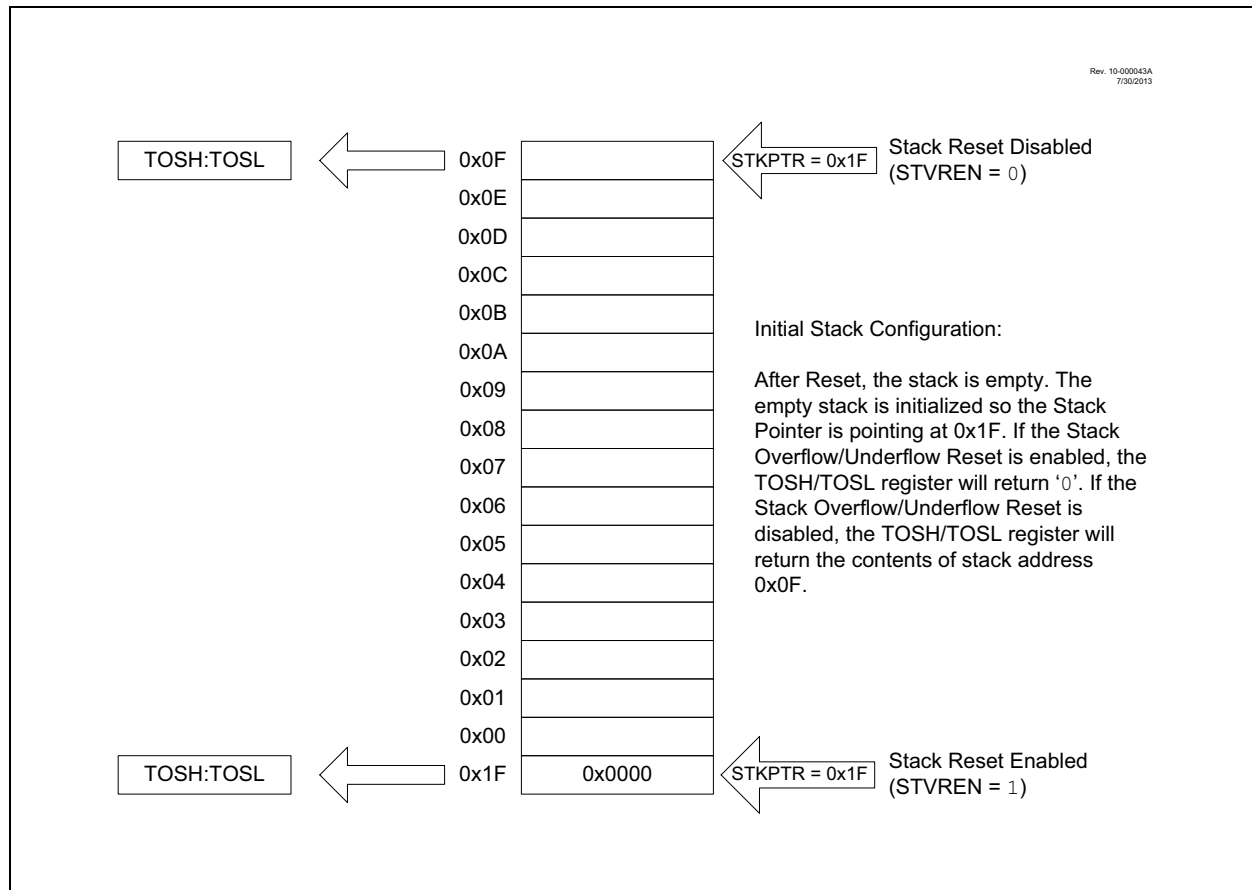 Rev. 10-000043A
7/30/2013
TOSH:TOSL
0x0F
STKPTR = 0x1F
Stack Reset Disabled
(STVREN = 0)
0x0E
0x0D
0x0C
0x0B
0x0A
0x09
0x08
0x07
0x06
0x05
0x04
0x03
0x02
0x01
0x00
Initial Stack Configuration:
After Reset, the stack is empty. The
empty stack is initialized so the Stack
Pointer is pointing at 0x1F. If the Stack
Overflow/Underflow Reset is enabled, the
TOSH/TOSL register will return ‘0’. If the
Stack Overflow/Underflow Reset is
disabled, the TOSH/TOSL register will
return the contents of stack address
0x0F.
TOSH:TOSL
0x1F
0x0000
STKPTR = 0x1F
Stack Reset Enabled
(STVREN = 1)